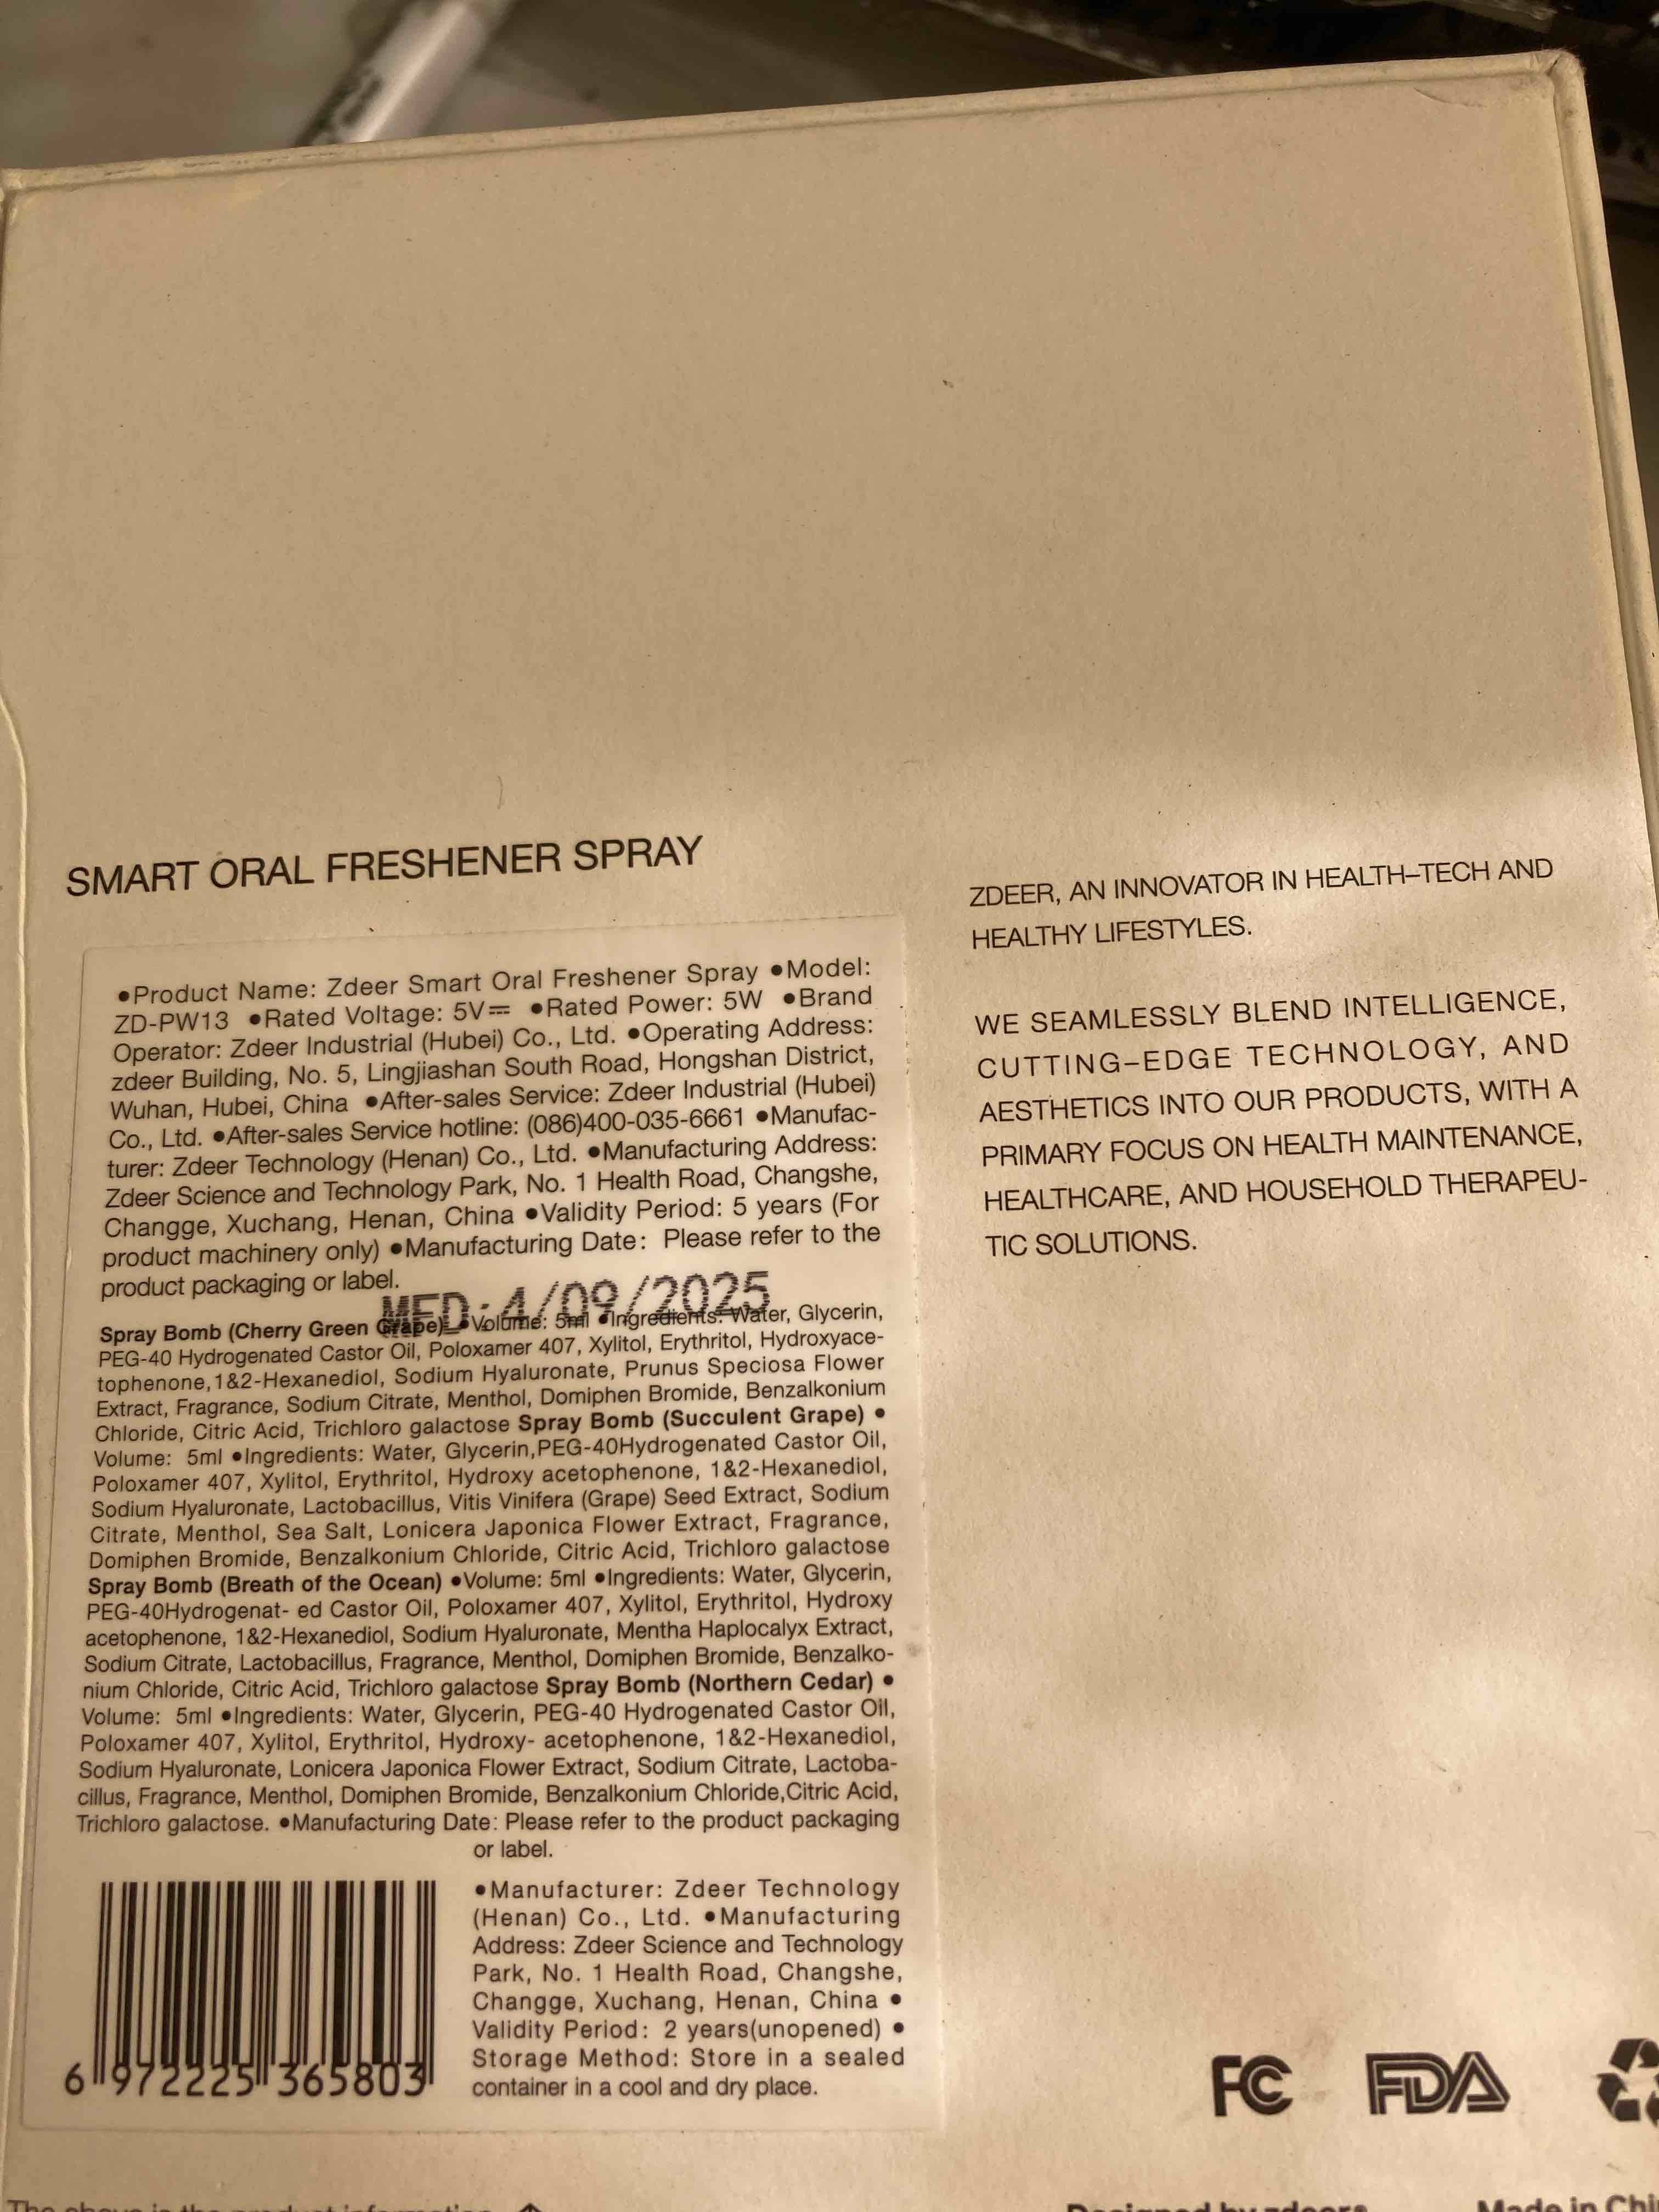 SMART ORAL FRESHENER SPRAY
•Product Name: Zdeer Smart Oral Freshener Spray •Model:
ZD-PW13 •Rated Voltage: 5V⎓ •Rated Power: 5W •Brand
Operator: Zdeer Industrial (Hubei) Co., Ltd. •Operating Address:
zdeer Building, No. 5, Lingjiashan South Road, Hongshan District,
Wuhan, Hubei, China •After-sales Service: Zdeer Industrial (Hubei)
Co., Ltd. •After-sales Service hotline: (086)400-035-6661 •Manufac-
turer: Zdeer Technology (Henan) Co., Ltd. •Manufacturing Address:
Zdeer Science and Technology Park, No. 1 Health Road, Changshe,
Changge, Xuchang, Henan, China •Validity Period: 5 years (For
product machinery only) •Manufacturing Date: Please refer to the
product packaging or label.
MFD: 4/09/2025
Spray Bomb (Cherry Green Grape) •Volume: 5ml •Ingredients: Water, Glycerin,
PEG-40 Hydrogenated Castor Oil, Poloxamer 407, Xylitol, Erythritol, Hydroxyace-
tophenone,1&2-Hexanediol, Sodium Hyaluronate, Prunus Speciosa Flower
Extract, Fragrance, Sodium Citrate, Menthol, Domiphen Bromide, Benzalkonium
Chloride, Citric Acid, Trichloro galactose Spray Bomb (Succulent Grape) •
Volume: 5ml •Ingredients: Water, Glycerin,PEG-40Hydrogenated Castor Oil,
Poloxamer 407, Xylitol, Erythritol, Hydroxy acetophenone, 1&2-Hexanediol,
Sodium Hyaluronate, Lactobacillus, Vitis Vinifera (Grape) Seed Extract, Sodium
Citrate, Menthol, Sea Salt, Lonicera Japonica Flower Extract, Fragrance,
Domiphen Bromide, Benzalkonium Chloride, Citric Acid, Trichloro galactose
Spray Bomb (Breath of the Ocean) •Volume: 5ml •Ingredients: Water, Glycerin,
PEG-40Hydrogenat- ed Castor Oil, Poloxamer 407, Xylitol, Erythritol, Hydroxy
acetophenone, 1&2-Hexanediol, Sodium Hyaluronate, Mentha Haplocalyx Extract,
Sodium Citrate, Lactobacillus, Fragrance, Menthol, Domiphen Bromide, Benzalko-
nium Chloride, Citric Acid, Trichloro galactose Spray Bomb (Northern Cedar) •
Volume: 5ml •Ingredients: Water, Glycerin, PEG-40 Hydrogenated Castor Oil,
Poloxamer 407, Xylitol, Erythritol, Hydroxy- acetophenone, 1&2-Hexanediol,
Sodium Hyaluronate, Lonicera Japonica Flower Extract, Sodium Citrate, Lactoba-
cillus, Fragrance, Menthol, Domiphen Bromide, Benzalkonium Chloride,Citric Acid,
Trichloro galactose. •Manufacturing Date: Please refer to the product packaging
or label.
•Manufacturer: Zdeer Technology
(Henan) Co., Ltd. •Manufacturing
Address: Zdeer Science and Technology
Park, No. 1 Health Road, Changshe,
Changge, Xuchang, Henan, China •
Validity Period: 2 years(unopened) •
Storage Method: Store in a sealed
container in a cool and dry place.
6 972225 365803
ZDEER, AN INNOVATOR IN HEALTH–TECH AND
HEALTHY LIFESTYLES.
WE SEAMLESSLY BLEND INTELLIGENCE,
CUTTING–EDGE TECHNOLOGY, AND
AESTHETICS INTO OUR PRODUCTS, WITH A
PRIMARY FOCUS ON HEALTH MAINTENANCE,
HEALTHCARE, AND HOUSEHOLD THERAPEU-
TIC SOLUTIONS.
FC FDA
The above is the product information
Designed by zdeer
Made in